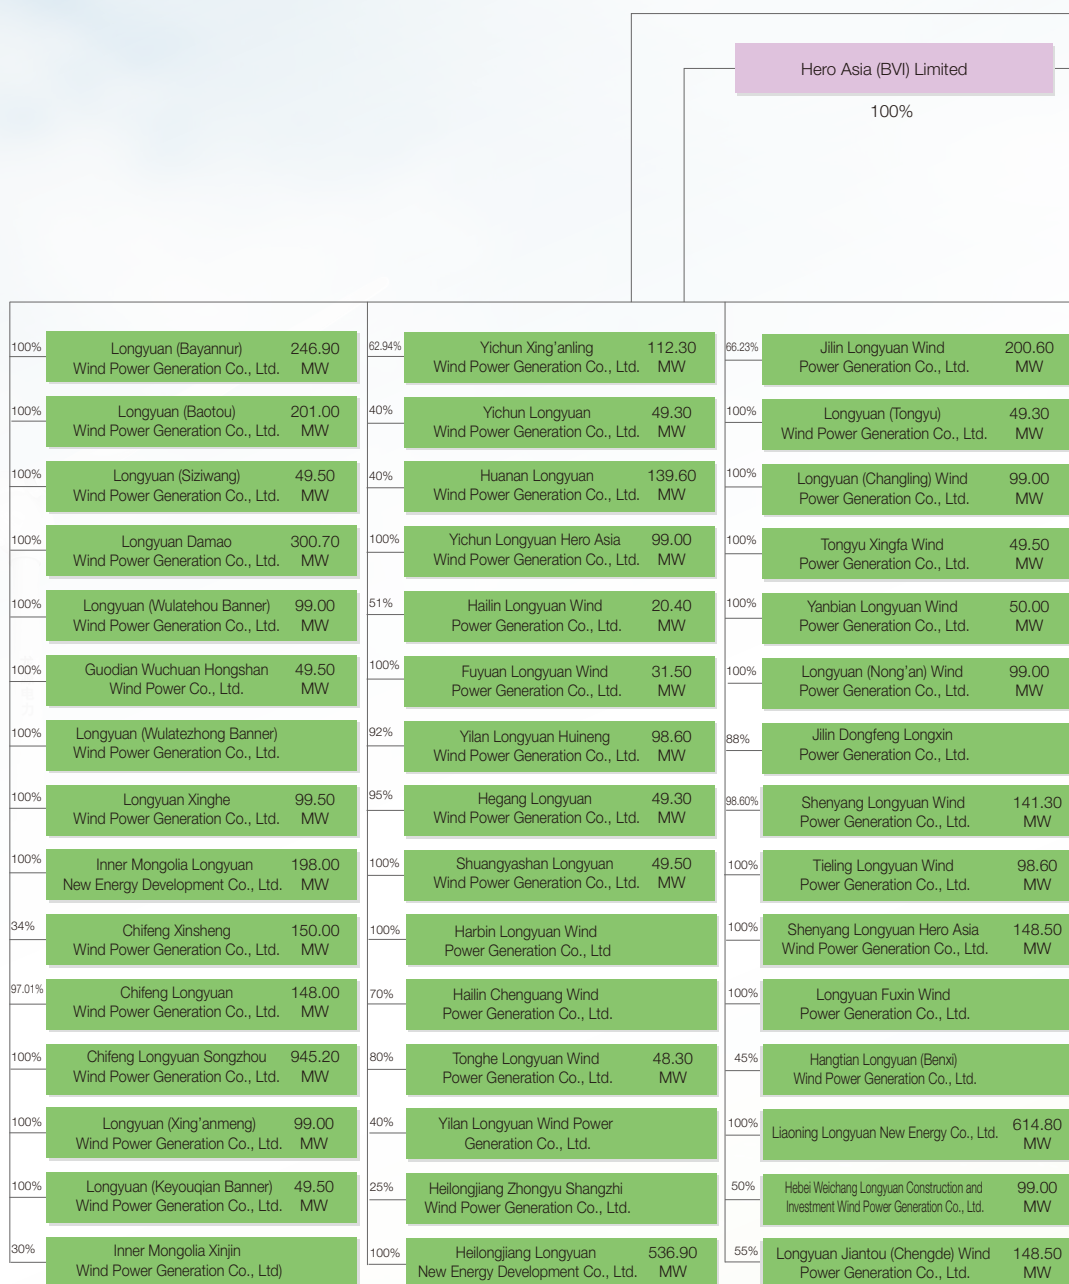 Hero Asia (BVI) Limited
100%
100%
Longyuan (Bayannur) 246.90
Wind Power Generation Co., Ltd. MW
100%
Longyuan (Baotou) 201.00
Wind Power Generation Co., Ltd. MW
100%
Longyuan (Siziwang) 49.50
Wind Power Generation Co., Ltd. MW
100%
Longyuan Damao 300.70
Wind Power Generation Co., Ltd. MW
100%
Longyuan (Wulatehou Banner) 99.00
Wind Power Generation Co., Ltd. MW
100%
Guodian Wuchuan Hongshan 49.50
Wind Power Co., Ltd. MW
100%
Longyuan (Wulatezhong Banner)
Wind Power Generation Co., Ltd.
100%
Longyuan Xinghe 99.50
Wind Power Generation Co., Ltd. MW
100%
Inner Mongolia Longyuan 198.00
New Energy Development Co., Ltd. MW
34%
Chifeng Xinsheng 150.00
Wind Power Generation Co., Ltd. MW
97.01%
Chifeng Longyuan 148.00
Wind Power Generation Co., Ltd. MW
100%
Chifeng Longyuan Songzhou 945.20
Wind Power Generation Co., Ltd. MW
100%
Longyuan (Xing'anmeng) 99.00
Wind Power Generation Co., Ltd. MW
100%
Longyuan (Keyouqian Banner) 49.50
Wind Power Generation Co., Ltd. MW
30%
Inner Mongolia Xinjin
Wind Power Generation Co., Ltd)
62.94%
Yichun Xing'anling 112.30
Wind Power Generation Co., Ltd. MW
40%
Yichun Longyuan 49.30
Wind Power Generation Co., Ltd. MW
40%
Huanan Longyuan 139.60
Wind Power Generation Co., Ltd. MW
100%
Yichun Longyuan Hero Asia 99.00
Wind Power Generation Co., Ltd. MW
51%
Hailin Longyuan Wind 20.40
Power Generation Co., Ltd. MW
100%
Fuyuan Longyuan Wind 31.50
Power Generation Co., Ltd. MW
92%
Yilan Longyuan Huineng 98.60
Wind Power Generation Co., Ltd. MW
95%
Hegang Longyuan 49.30
Wind Power Generation Co., Ltd. MW
100%
Shuangyashan Longyuan 49.50
Wind Power Generation Co., Ltd. MW
100%
Harbin Longyuan Wind
Power Generation Co., Ltd
70%
Hailin Chenguang Wind
Power Generation Co., Ltd.
80%
Tonghe Longyuan Wind 48.30
Power Generation Co., Ltd. MW
40%
Yilan Longyuan Wind Power
Generation Co., Ltd.
25%
Heilongjiang Zhongyu Shangzhi
Wind Power Generation Co., Ltd.
100%
Heilongjiang Longyuan 536.90
New Energy Development Co., Ltd. MW
66.23%
Jilin Longyuan Wind 200.60
Power Generation Co., Ltd. MW
100%
Longyuan (Tongyu) 49.30
Wind Power Generation Co., Ltd. MW
100%
Longyuan (Changling) Wind 99.00
Power Generation Co., Ltd. MW
100%
Tongyu Xingfa Wind 49.50
Power Generation Co., Ltd. MW
100%
Yanbian Longyuan Wind 50.00
Power Generation Co., Ltd. MW
100%
Longyuan (Nong'an) Wind 99.00
Power Generation Co., Ltd. MW
88%
Jilin Dongfeng Longxin
Power Generation Co., Ltd.
98.60%
Shenyang Longyuan Wind 141.30
Power Generation Co., Ltd. MW
100%
Tieling Longyuan Wind 98.60
Power Generation Co., Ltd. MW
100%
Shenyang Longyuan Hero Asia 148.50
Wind Power Generation Co., Ltd. MW
100%
Longyuan Fuxin Wind
Power Generation Co., Ltd.
45%
Hangtian Longyuan (Benxi)
Wind Power Generation Co., Ltd.
100%
Liaoning Longyuan New Energy Co., Ltd. 614.80
MW
50%
Hebei Weichang Longyuan Construction and 99.00
Investment Wind Power Generation Co., Ltd. MW
55%
Longyuan Jiantou (Chengde) Wind 148.50
Power Generation Co., Ltd. MW